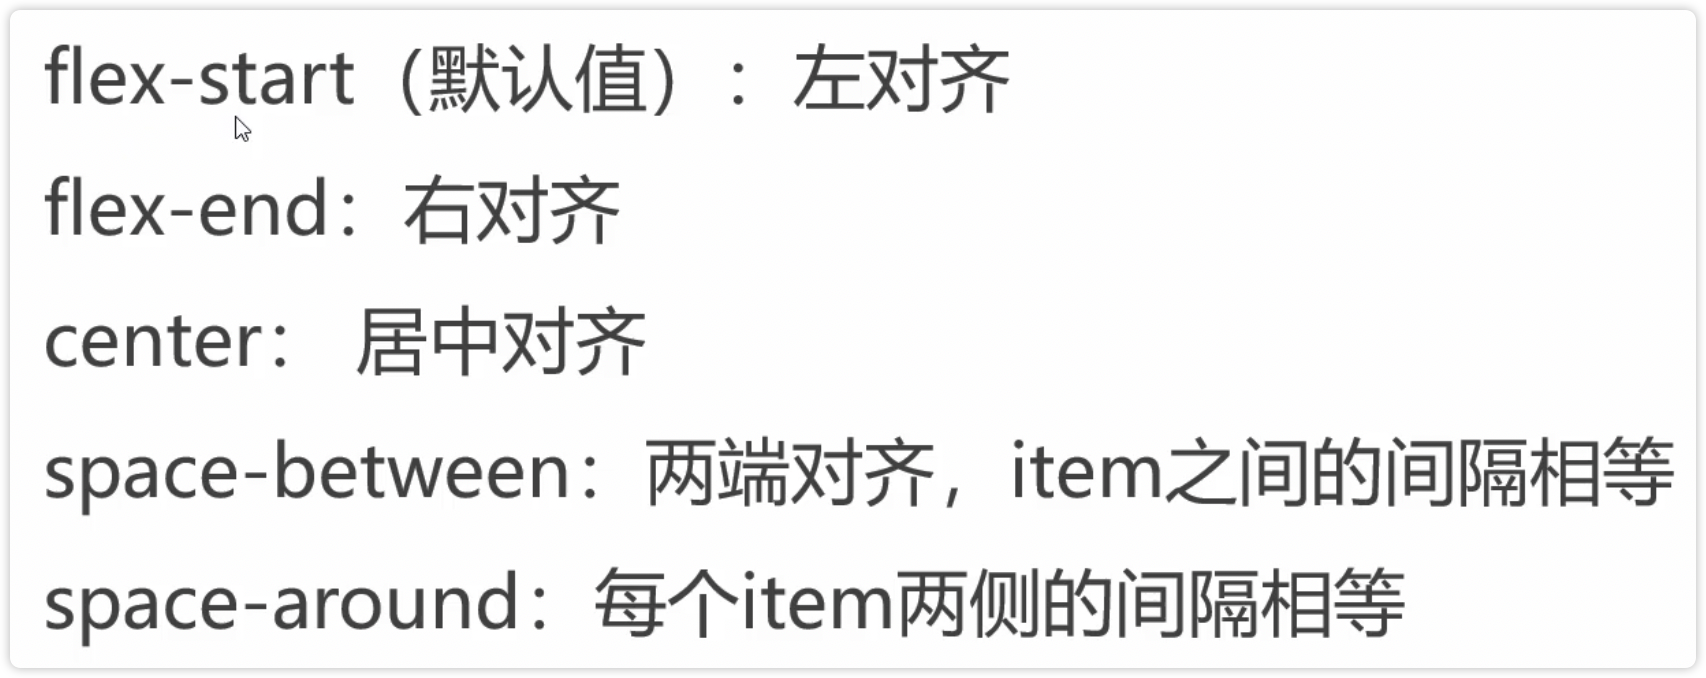 flex-start（默认值）：左对齐
flex-end：右对齐
center： 居中对齐
space-between：两端对齐，item之间的间隔相等
space-around：每个item两侧的间隔相等